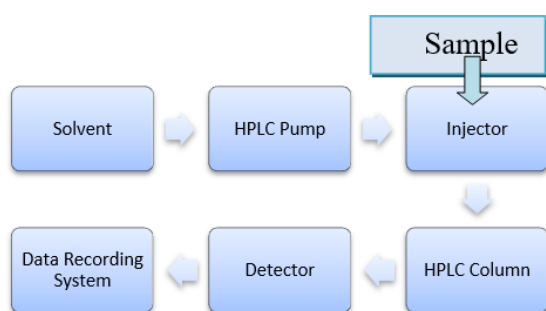 Sample
Solvent
HPLC Pump
Injector
Data Recording
System
Detector
HPLC Column